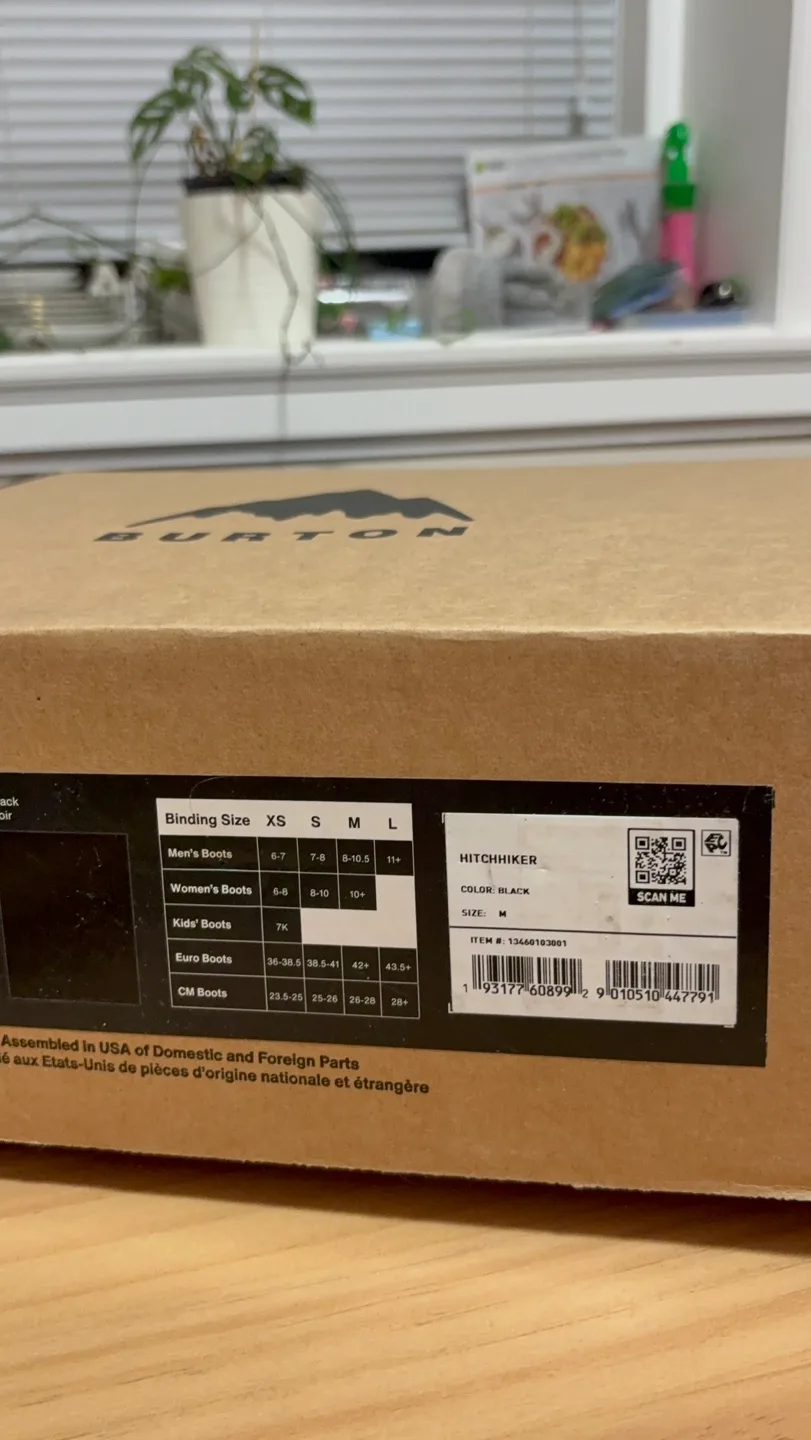 BURTON
ack
oir
Binding Size XS S M L
Men's Boots 6-7 7-8 8-10.5 11+
Women's Boots 6-8 8-10 10+
Kids' Boots 7K
Euro Boots 36-38.5 38.5-41 42+ 43.5+
CM Boots 23.5-25 25-26 26-28 28+
HITCHHIKER
COLOR: BLACK
SIZE: M
SCAN ME
ITEM #: 13460103001
1 93177 60899 2 9 010510 447791
Assembled in USA of Domestic and Foreign Parts
é aux Etats-Unis de pièces d'origine nationale et étrangère